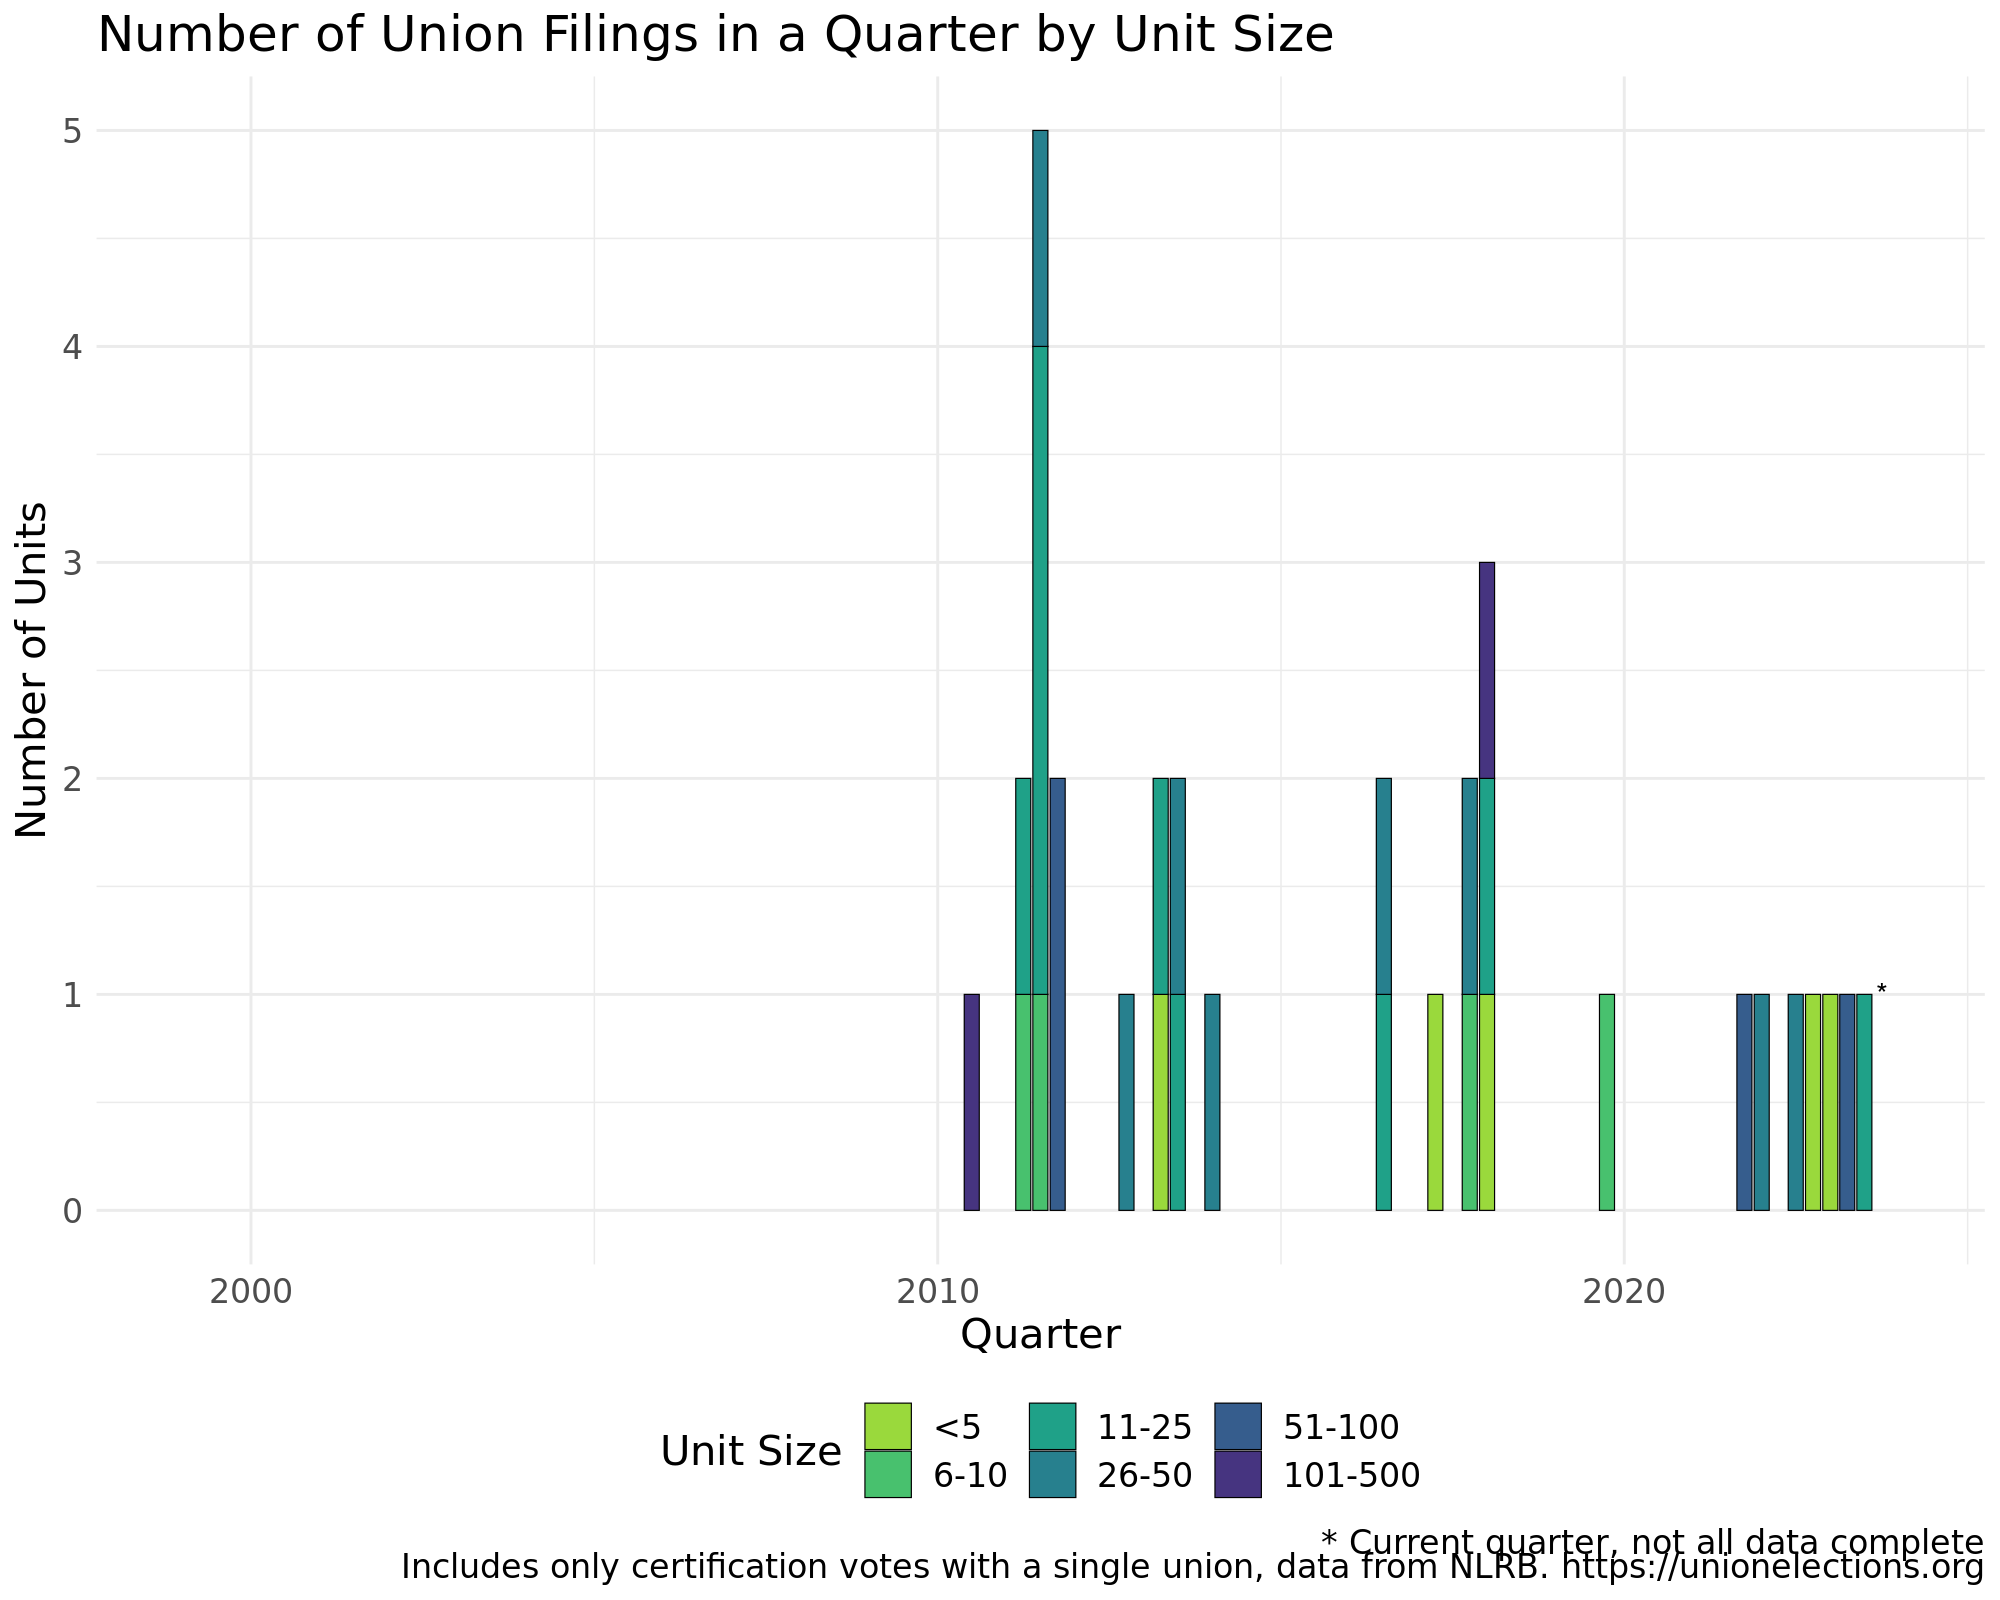 Number of Union Filings in a Quarter by Unit Size
Number of Units
5
4
3
2
1
0
*
2000 2010 2020
Quarter
Unit Size
<5 11-25 51-100
6-10 26-50 101-500
* Current quarter, not all data complete
Includes only certification votes with a single union, data from NLRB. https://unionelections.org